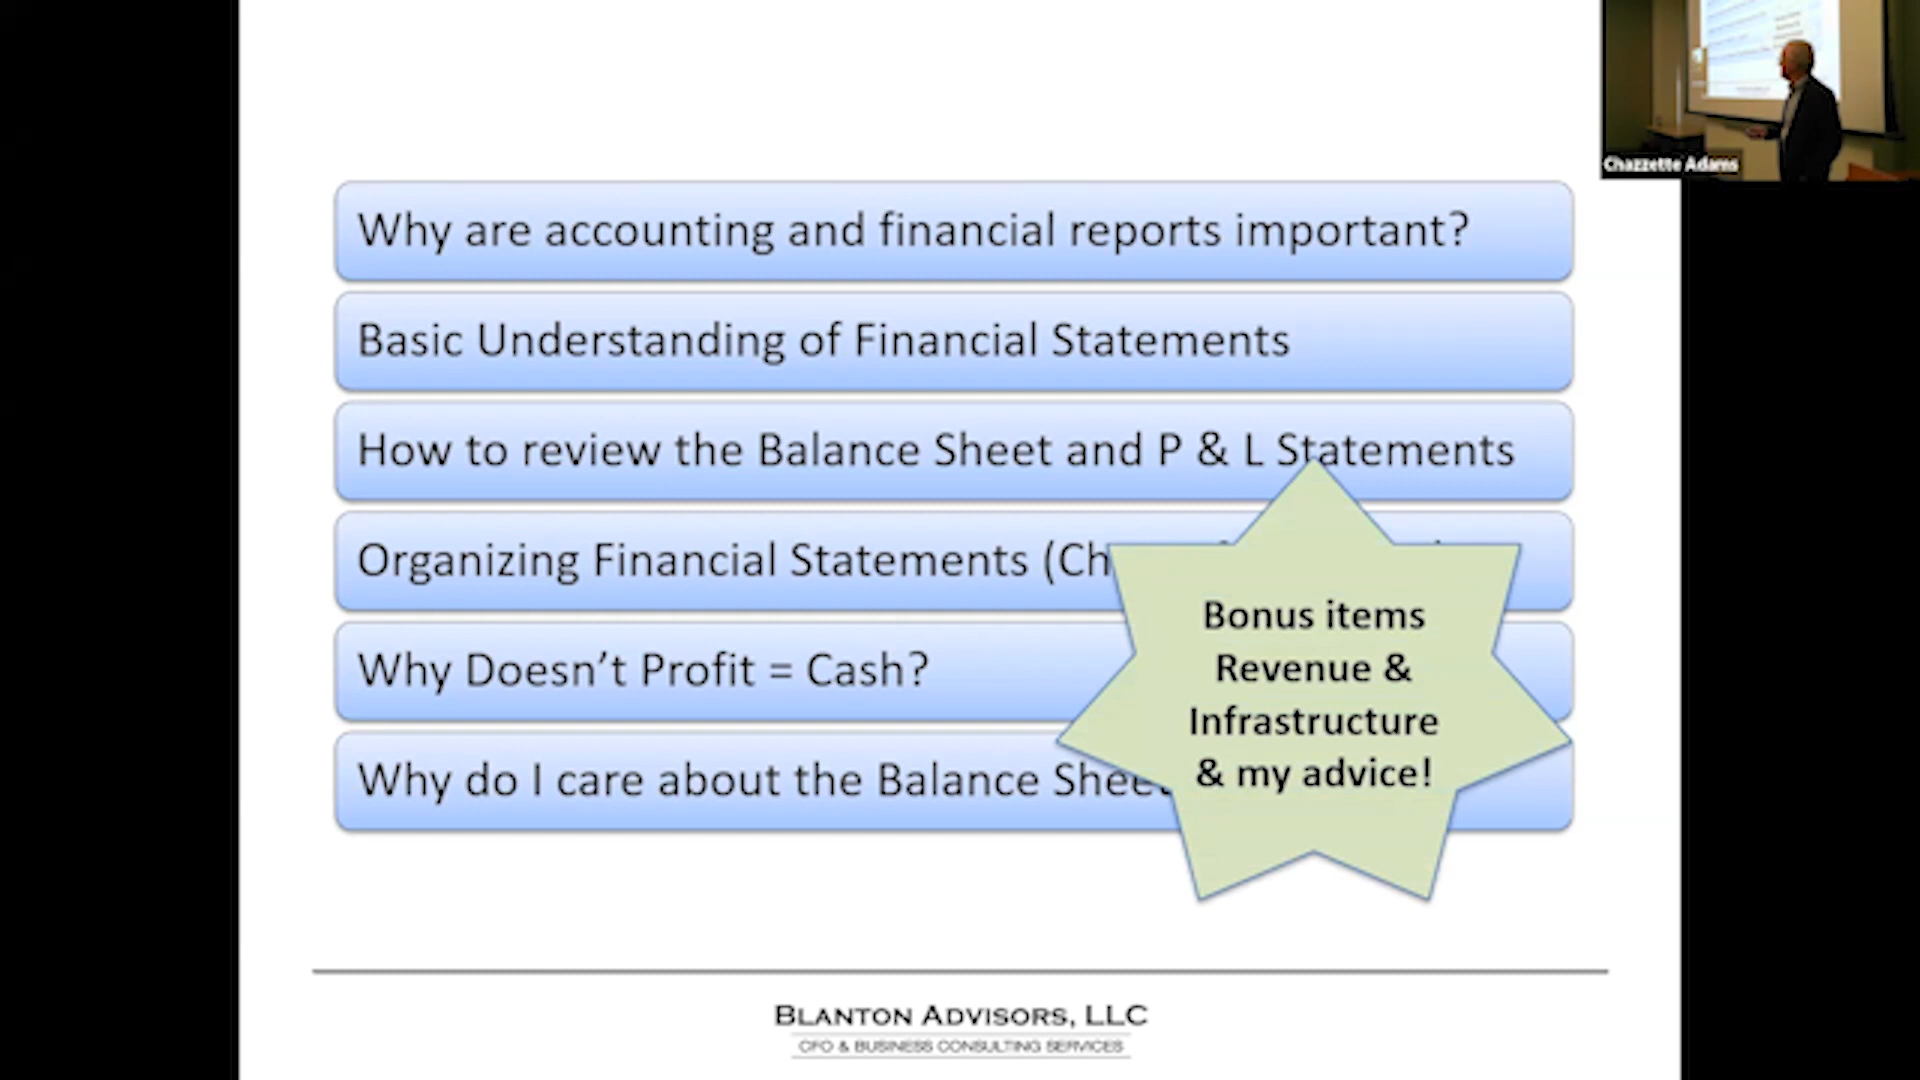 Chazzette Adams
Why are accounting and financial reports important?
Basic Understanding of Financial Statements
How to review the Balance Sheet and P & L Statements
Organizing Financial Statements (Ch
Why Doesn’t Profit = Cash?
Why do I care about the Balance Shee
Bonus items
Revenue &
Infrastructure
& my advice!
BLANTON ADVISORS, LLC
CFO & BUSINESS CONSULTING SERVICES